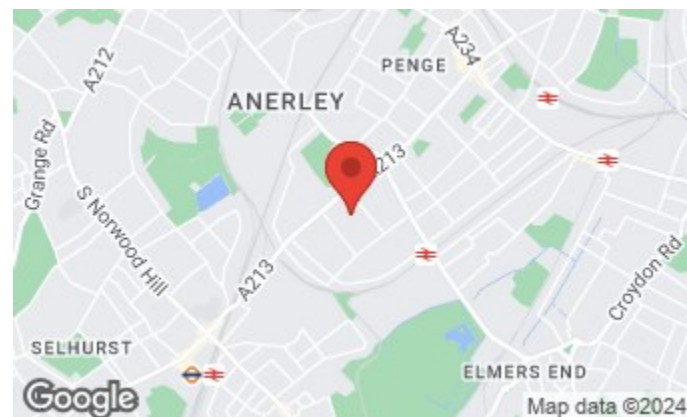 A234
PENGE
A212
ANERLEY
Grange Rd
A213
S Norwood Hill
A213
Croydon Rd
SELHURST
ELMERS END
Google
Map data ©2024